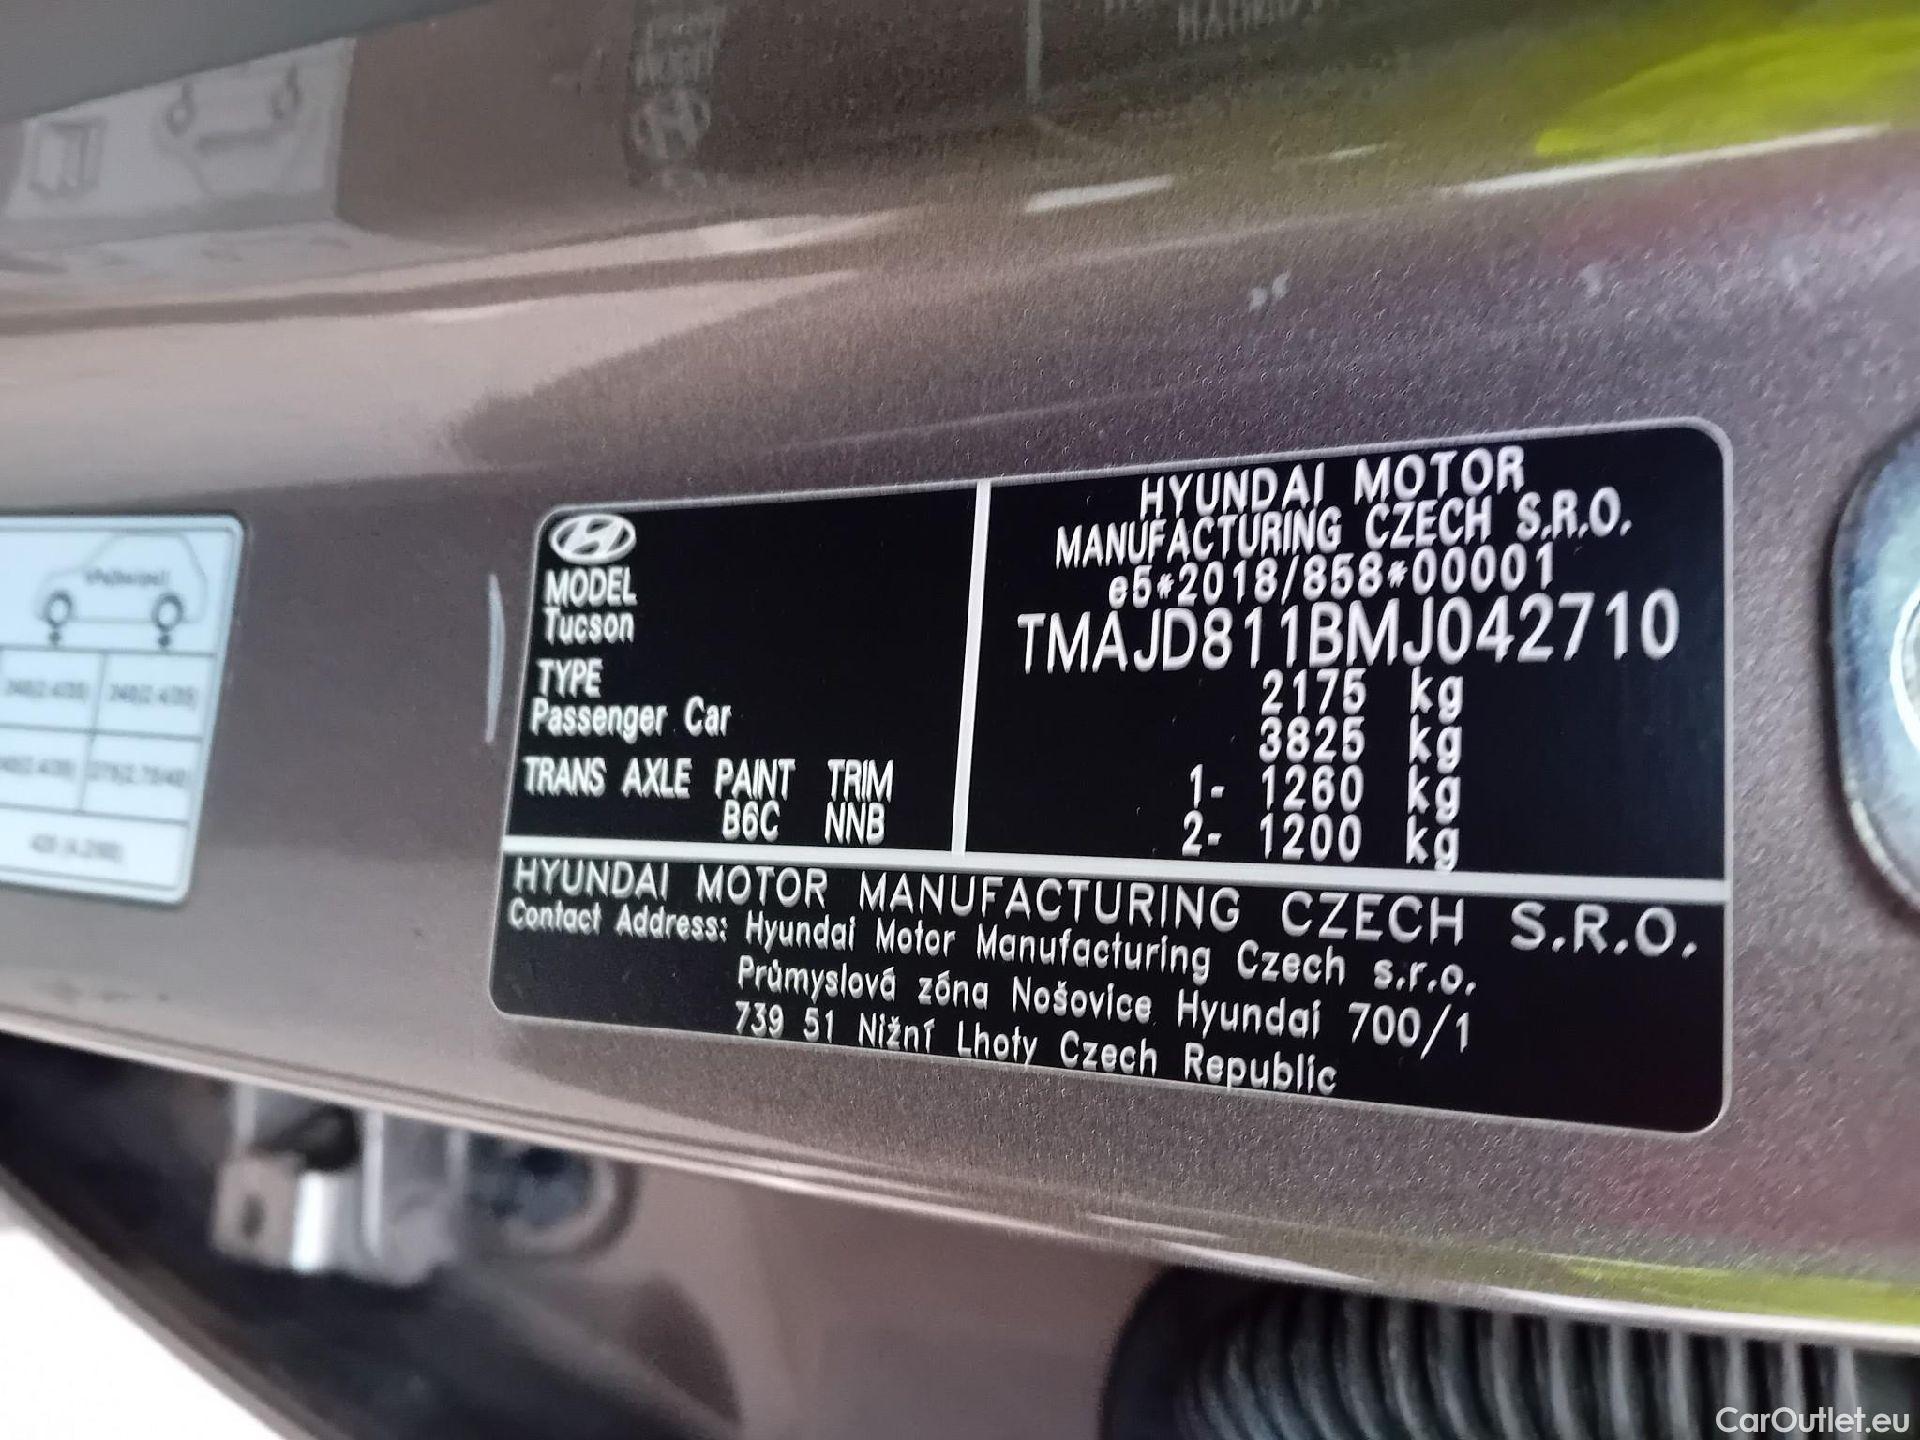 MODEL
Tucson
TYPE
Passenger Car
TRANS AXLE PAINT TRIM
B6C NNB
HYUNDAI MOTOR
MANUFACTURING CZECH S.R.O.
e5*2018/858*00001
TMAJD811BMJ042710
2175 kg
3825 kg
1- 1260 kg
2- 1200 kg
HYUNDAI MOTOR MANUFACTURING CZECH S.R.O.
Contact Address: Hyundai Motor Manufacturing Czech s.r.o.
Průmyslová zóna Nošovice Hyundai 700/1
739 51 Nižní Lhoty Czech Republic
CarOutlet.eu